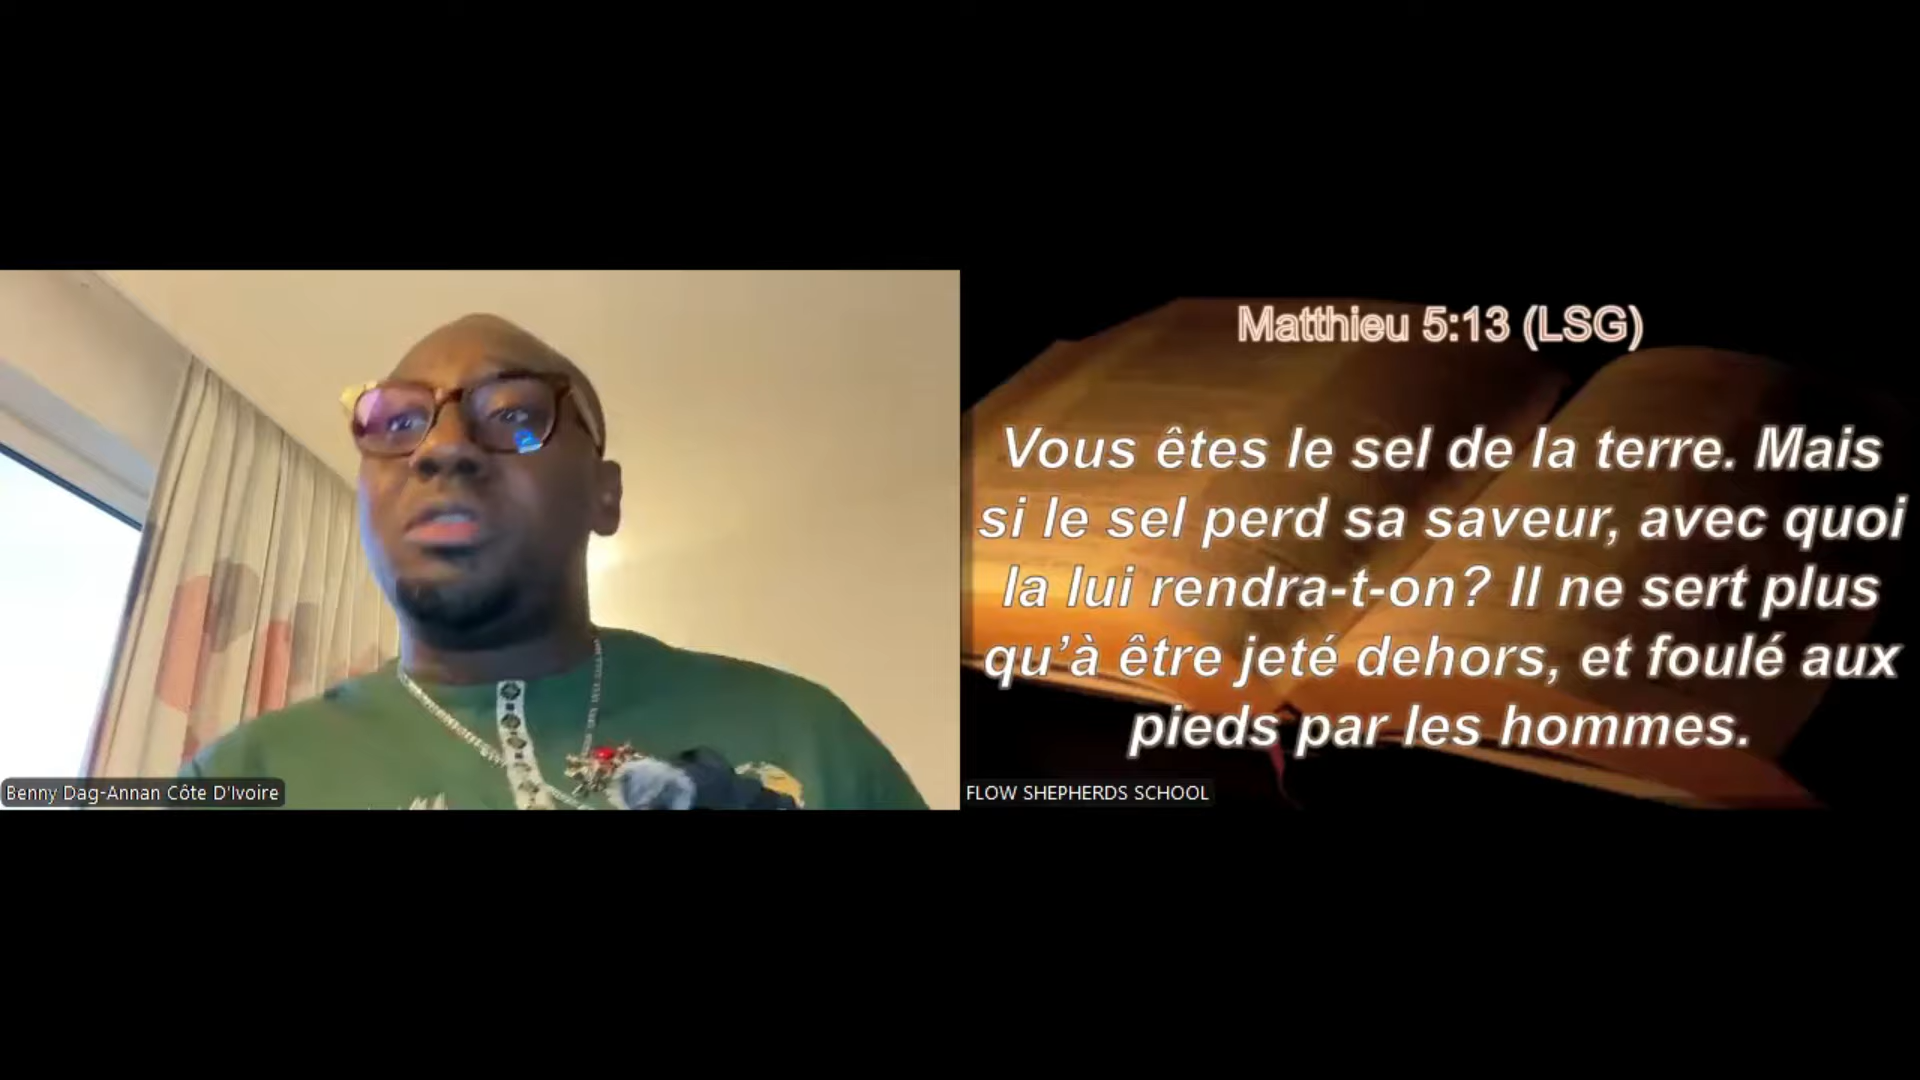 Matthieu 5:13 (LSG)
Vous êtes le sel de la terre. Mais
si le sel perd sa saveur, avec quoi
la lui rendra-t-on? Il ne sert plus
qu’à être jeté dehors, et foulé aux
pieds par les hommes.
Benny Dag-Annan Côte D'Ivoire
FLOW SHEPHERDS SCHOOL